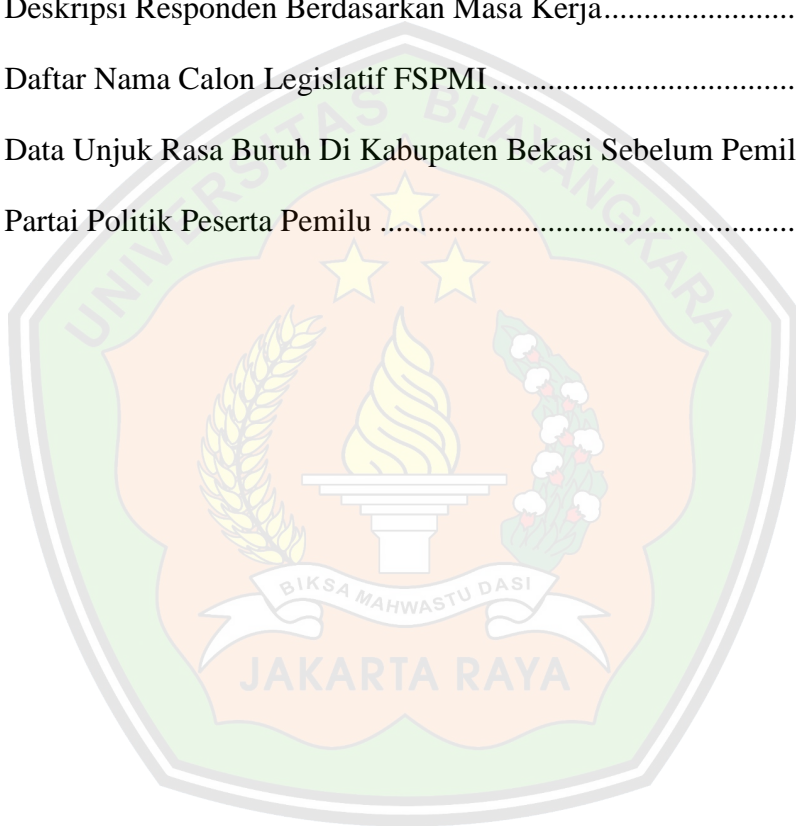 Deskripsi Responden Berdasarkan Masa Kerja........................
Daftar Nama Calon Legislatif FSPMI ......................................
Data Unjuk Rasa Buruh Di Kabupaten Bekasi Sebelum Pemil
Partai Politik Peserta Pemilu ....................................................
UNIVERSITAS BHAYANGKARA
BIKSA MAHWASTU DASI
JAKARTA RAYA